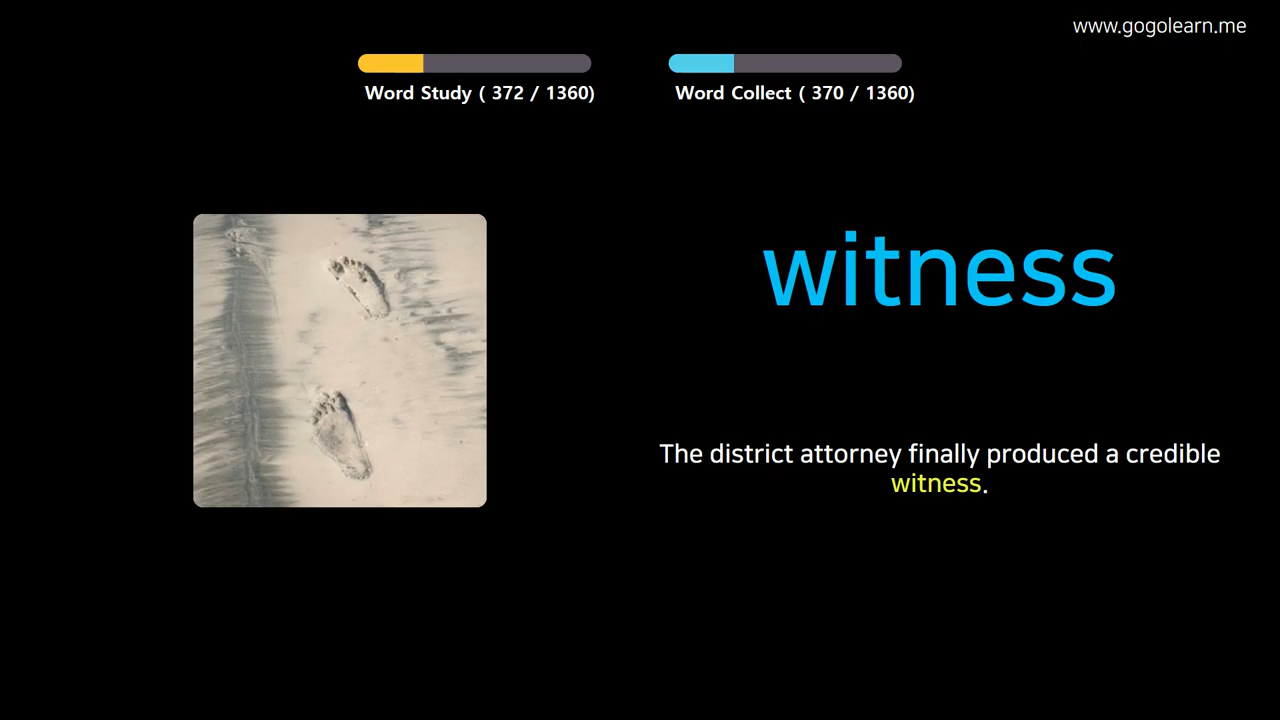 www.gogolearn.me
Word Study ( 372 / 1360)
Word Collect ( 370 / 1360)
witness
The district attorney finally produced a credible
witness.